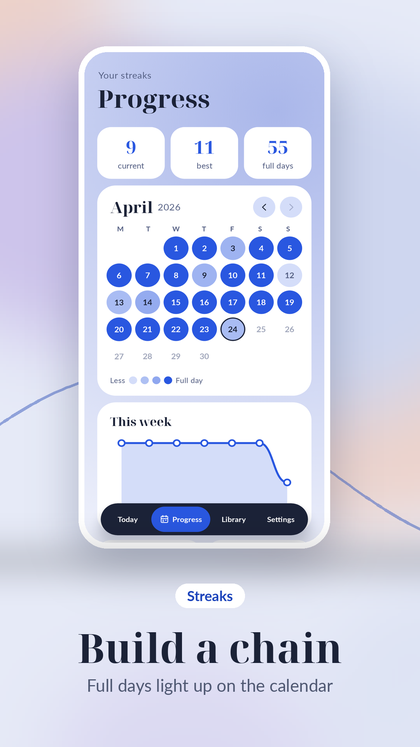 Your streaks
Progress
9 11 55
current best full days
April 2026
M T W T F S S
1 2 3 4 5
6 7 8 9 10 11 12
13 14 15 16 17 18 19
20 21 22 23 24 25 26
27 28 29 30
Less Full day
This week
Today Progress Library Settings
Streaks
Build a chain
Full days light up on the calendar